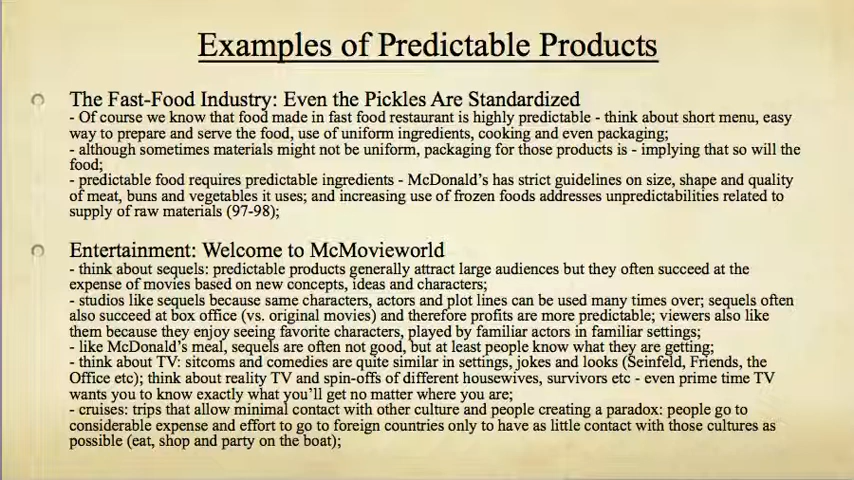 Examples of Predictable Products
The Fast-Food Industry: Even the Pickles Are Standardized
- Of course we know that food made in fast food restaurant is highly predictable - think about short menu, easy
way to prepare and serve the food, use of uniform ingredients, cooking and even packaging;
- although sometimes materials might not be uniform, packaging for those products is - implying that so will the
food;
- predictable food requires predictable ingredients - McDonald's has strict guidelines on size, shape and quality
of meat, buns and vegetables it uses; and increasing use of frozen foods addresses unpredictabilities related to
supply of raw materials (97-98);
Entertainment: Welcome to McMovieworld
- think about sequels: predictable products generally attract large audiences but they often succeed at the
expense of movies based on new concepts, ideas and characters;
- studios like sequels because same characters, actors and plot lines can be used many times over; sequels often
also succeed at box office (vs. original movies) and therefore profits are more predictable; viewers also like
them because they enjoy seeing favorite characters, played by familiar actors in familiar settings;
- like McDonald's meal, sequels are often not good, but at least people know what they are getting;
- think about TV: sitcoms and comedies are quite similar in settings, jokes and looks (Seinfeld, Friends, the
Office etc); think about reality TV and spin-offs of different housewives, survivors etc - even prime time TV
wants you to know exactly what you'll get no matter where you are;
- cruises: trips that allow minimal contact with other culture and people creating a paradox: people go to
considerable expense and effort to go to foreign countries only to have as little contact with those cultures as
possible (eat, shop and party on the boat);